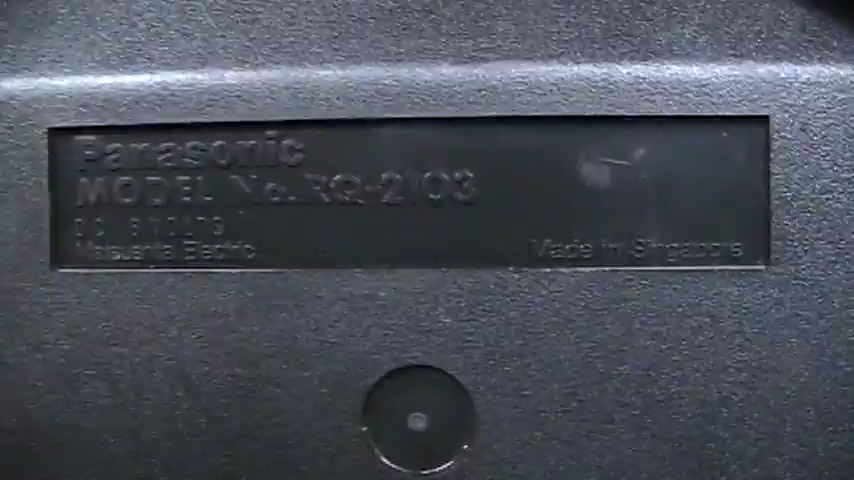 Panasonic
MODEL No. RQ-2103
Matsushita Electric
Made in Singapore